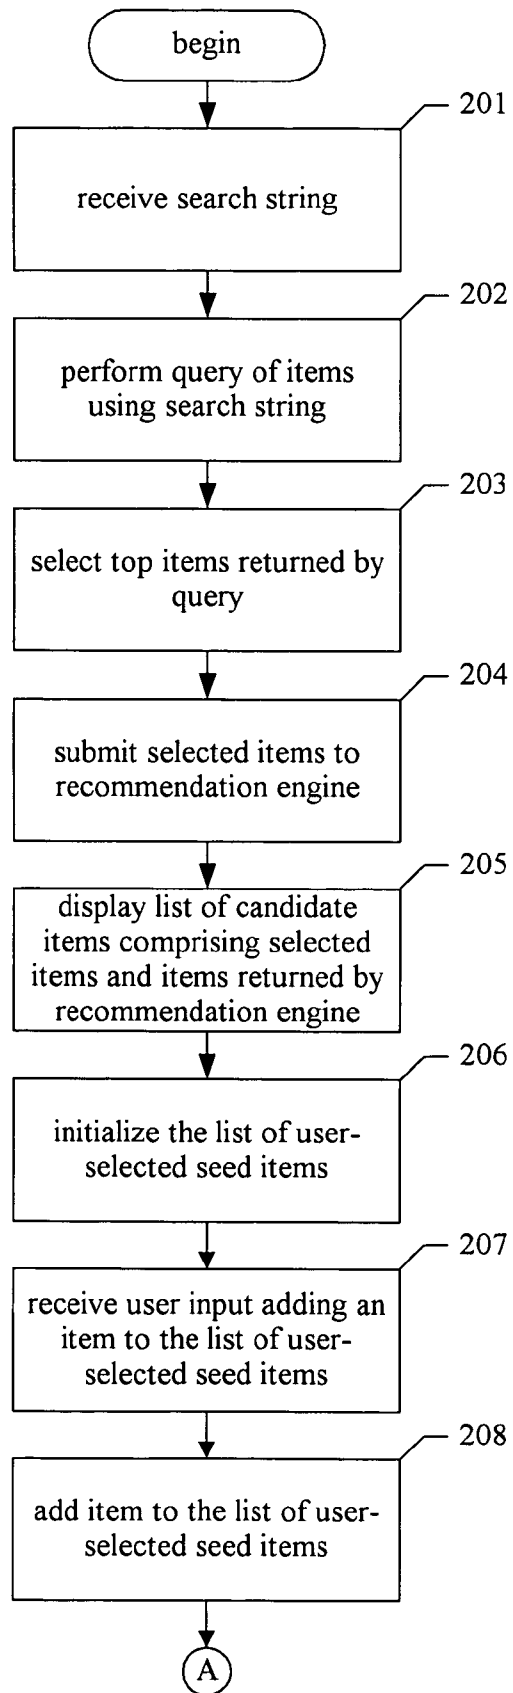 begin
201
receive search string
202
perform query of items
using search string
203
select top items returned by
query
204
submit selected items to
recommendation engine
205
display list of candidate
items comprising selected
items and items returned by
recommendation engine
206
initialize the list of user-
selected seed items
207
receive user input adding an
item to the list of user-
selected seed items
208
add item to the list of user-
selected seed items
A